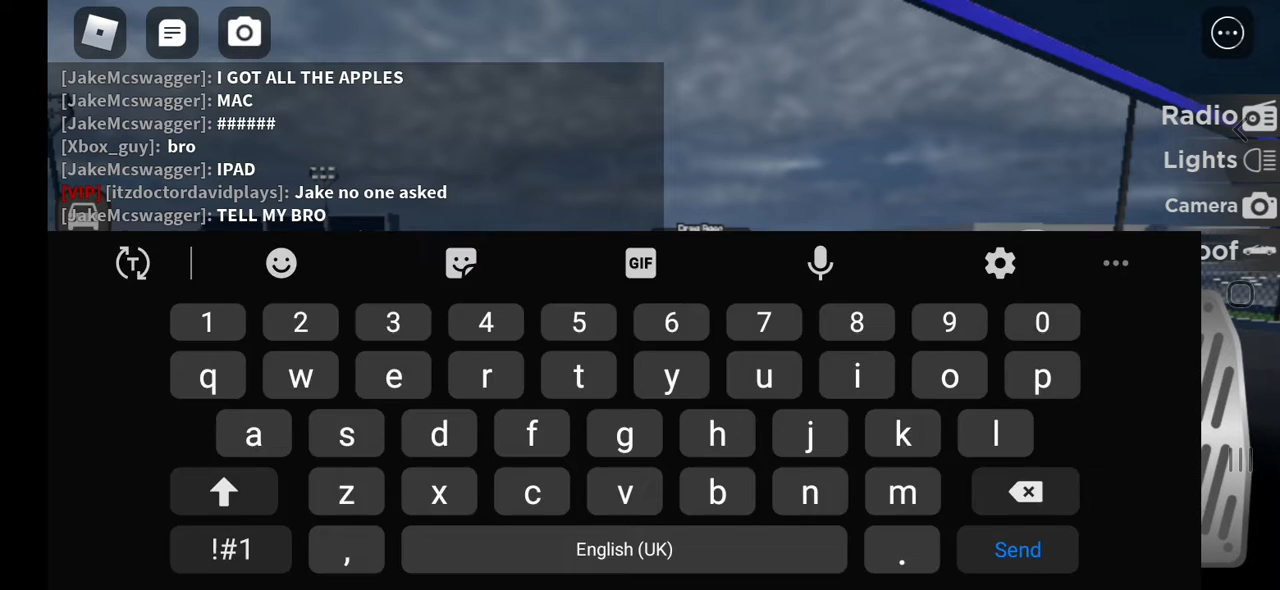 [JakeMcswagger]: I GOT ALL THE APPLES
[JakeMcswagger]: MAC
[JakeMcswagger]: ######
[Xbox_guy]: bro
[JakeMcswagger]: IPAD
[VIP] [itzdoctordavidplays]: Jake no one asked
[JakeMcswagger]: TELL MY BRO
Radio
Lights
Camera
oof
GIF
1 2 3 4 5 6 7 8 9 0
q w e r t y u i o p
a s d f g h j k l
z x c v b n m
!#1 , English (UK) . Send